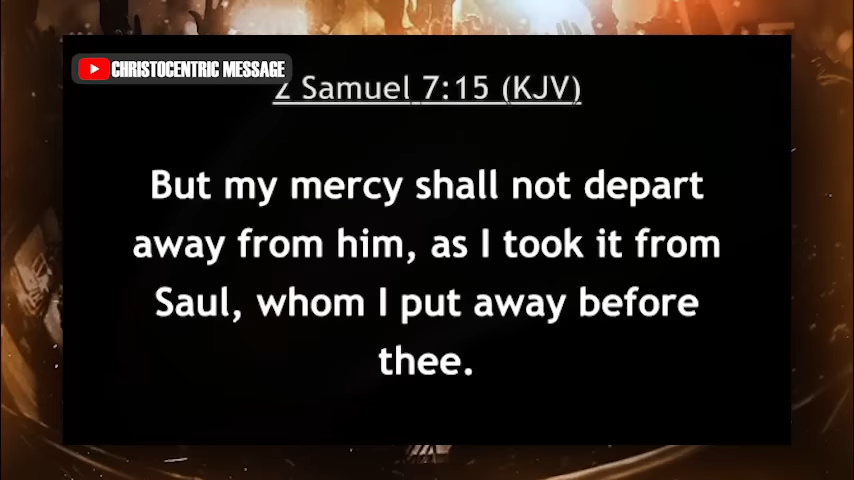 CHRISTOCENTRIC MESSAGE
2 Samuel 7:15 (KJV)
But my mercy shall not depart
away from him, as I took it from
Saul, whom I put away before
thee.